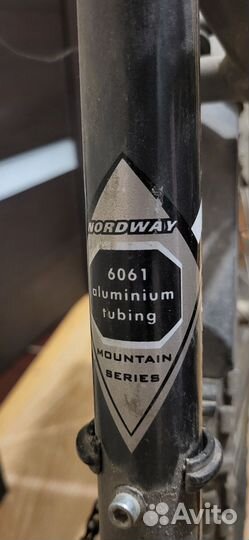 NORDWAY
6061
aluminium
tubing
MOUNTAIN
SERIES
Avito